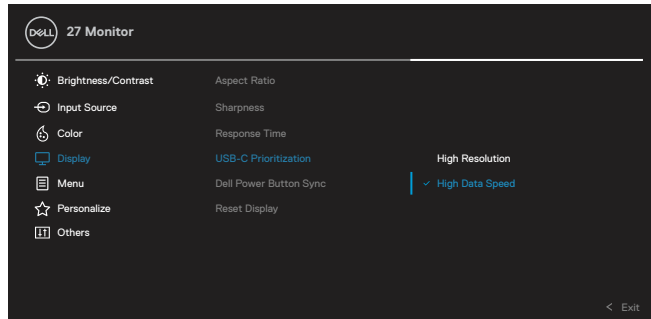 DELL 27 Monitor
Brightness/Contrast Aspect Ratio
Input Source Sharpness
Color Response Time
Display USB-C Prioritization High Resolution
Menu Dell Power Button Sync ✓ High Data Speed
Personalize Reset Display
Others
< Exit